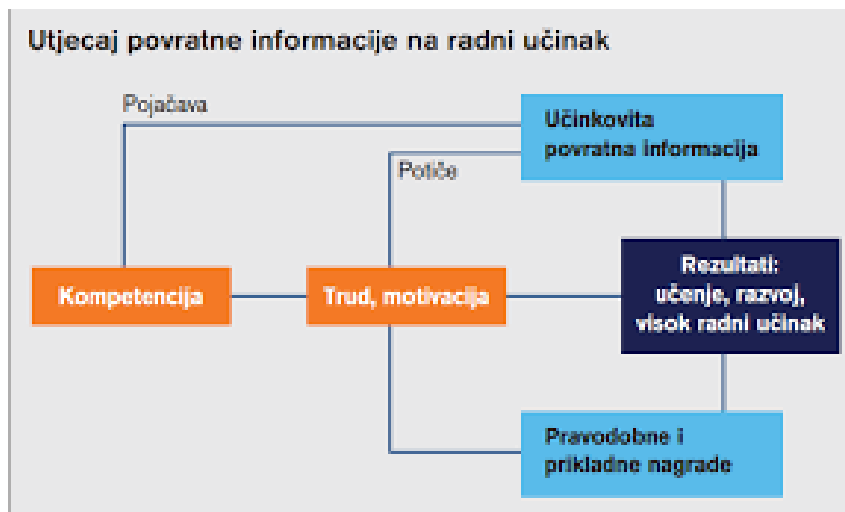 Utjecaj povratne informacije na radni učinak
Pojačava
Učinkovita
povratna informacija
Potiče
Kompetencija
Trud, motivacija
Rezultati:
učenje, razvoj,
visok radni učinak
Pravodobne i
prikladne nagrade